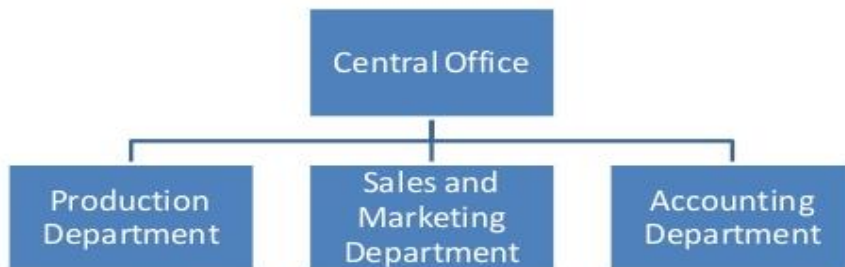 Central Office
Production
Department
Sales and
Marketing
Department
Accounting
Department